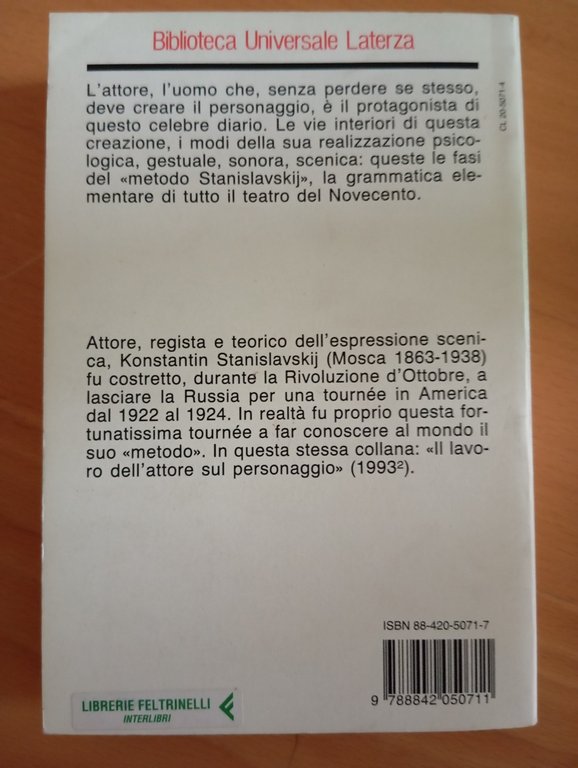 Biblioteca Universale Laterza
L'attore, l'uomo che, senza perdere se stesso,
deve creare il personaggio, è il protagonista di
questo celebre diario. Le vie interiori di questa
creazione, i modi della sua realizzazione psico-
logica, gestuale, sonora, scenica: queste le fasi
del «metodo Stanislavskij», la grammatica ele-
mentare di tutto il teatro del Novecento.
CL 20-5071-4
Attore, regista e teorico dell'espressione sceni-
ca, Konstantin Stanislavskij (Mosca 1863-1938)
fu costretto, durante la Rivoluzione d'Ottobre, a
lasciare la Russia per una tournée in America
dal 1922 al 1924. In realtà fu proprio questa for-
tunatissima tournée a far conoscere al mondo il
suo «metodo». In questa stessa collana: «Il lavo-
ro dell'attore sul personaggio» (1993²).
ISBN 88-420-5071-7
9 788842 050711
LIBRERIE FELTRINELLI
INTERLIBRI